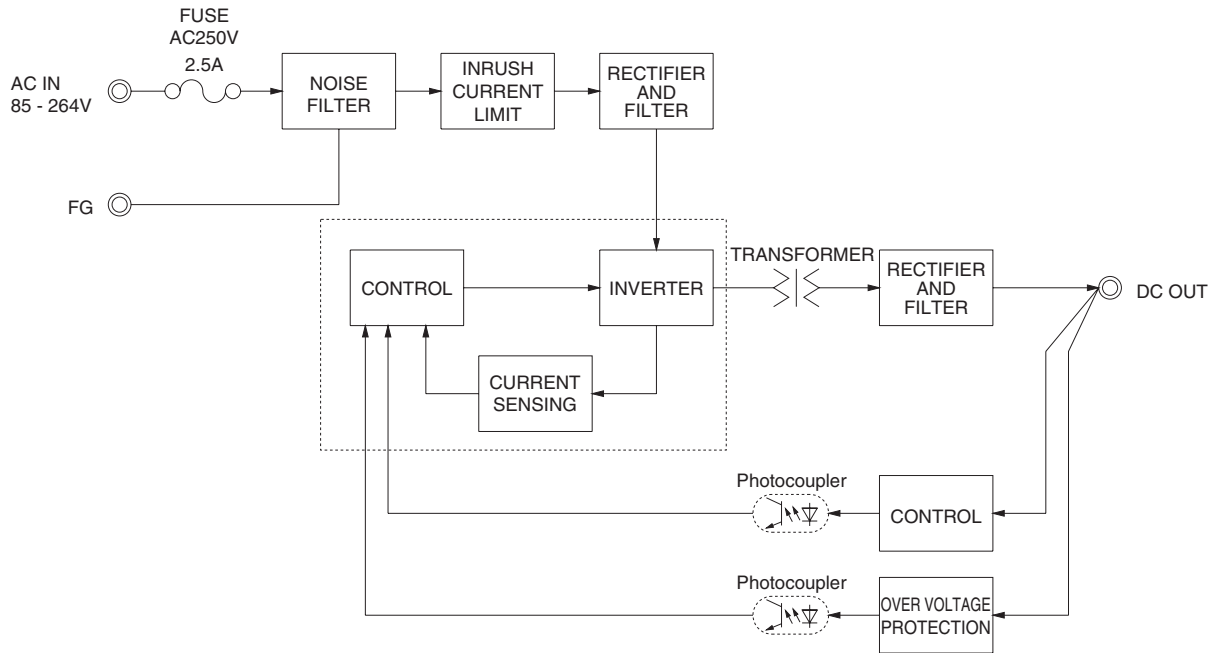 FUSE
AC250V
2.5A
AC IN
85 - 264V
NOISE
FILTER
INRUSH
CURRENT
LIMIT
RECTIFIER
AND
FILTER
FG
CONTROL
INVERTER
TRANSFORMER
RECTIFIER
AND
FILTER
DC OUT
CURRENT
SENSING
Photocoupler
CONTROL
Photocoupler
OVER VOLTAGE
PROTECTION